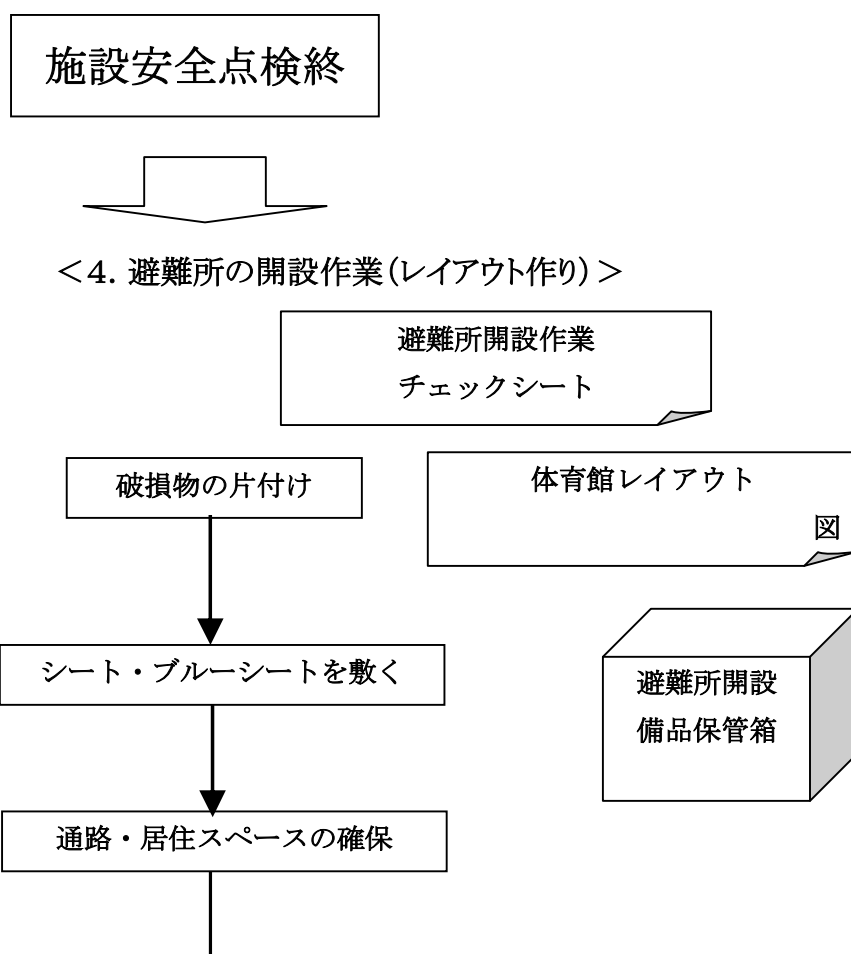 施設安全点検終
＜４．避難所の開設作業（レイアウト作り）＞
避難所開設作業
チェックシート
破損物の片付け
体育館レイアウト
図
シート・ブルーシートを敷く
避難所開設
備品保管箱
通路・居住スペースの確保